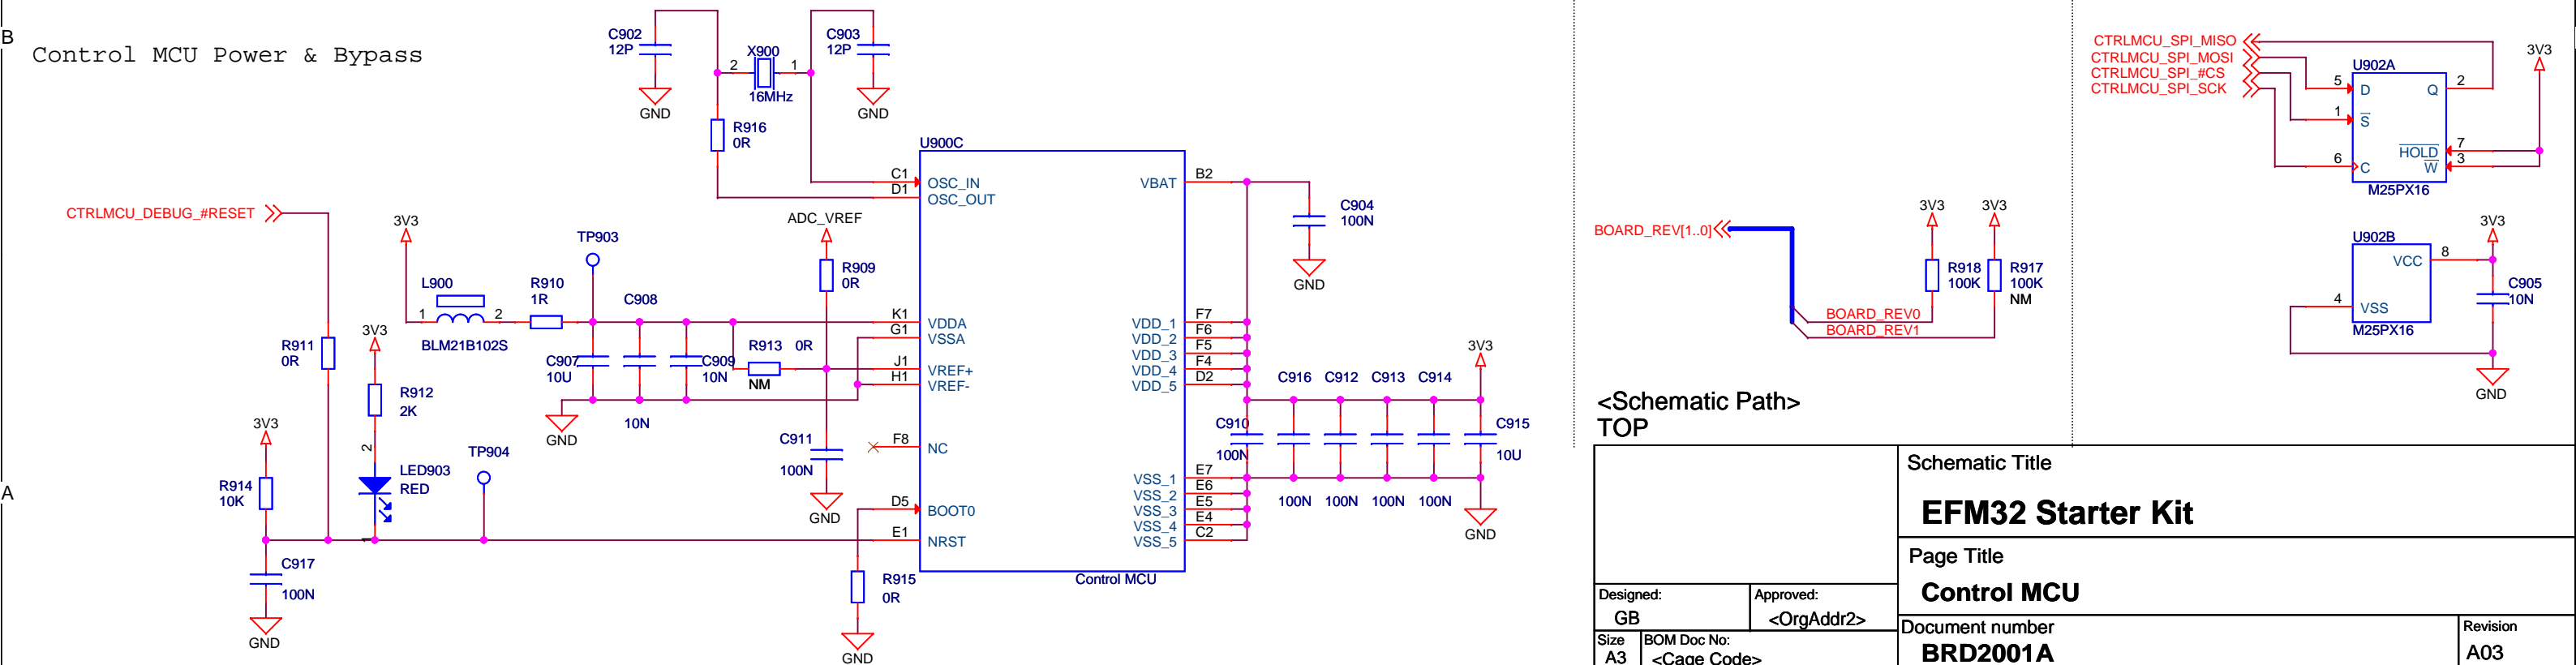 B
Control MCU Power & Bypass
C902
12P
GND
X900
2
1
16MHz
C903
12P
GND
R916
0R
U900C
C1
OSC_IN
D1
OSC_OUT
VBAT
B2
C904
100N
GND
CTRLMCU_DEBUG_#RESET
3V3
L900
1
2
BLM21B102S
R910
1R
TP903
C908
10N
C907
10U
C909
10N
GND
R913
0R
NM
ADC_VREF
R909
0R
C911
100N
GND
K1
VDDA
G1
VSSA
J1
VREF+
H1
VREF-
F8
NC
D5
BOOT0
E1
NRST
VDD_1
F7
VDD_2
F6
VDD_3
F5
VDD_4
F4
VDD_5
D2
VSS_1
E7
VSS_2
E6
VSS_3
E5
VSS_4
E4
VSS_5
C2
Control MCU
R915
0R
GND
C910
100N
C916
100N
C912
100N
C913
100N
C914
100N
3V3
C915
10U
GND
R911
0R
3V3
R912
2K
2
LED903
RED
1
TP904
3V3
R914
10K
C917
100N
GND
A
BOARD_REV[1..0]
3V3
R918
100K
3V3
R917
100K
NM
BOARD_REV0
BOARD_REV1
CTRLMCU_SPI_MISO
CTRLMCU_SPI_MOSI
CTRLMCU_SPI_#CS
CTRLMCU_SPI_SCK
U902A
5
D
Q
2
1
S
HOLD
7
W
3
6
C
M25PX16
3V3
U902B
VCC
8
4
VSS
M25PX16
3V3
C905
10N
GND
<Schematic Path>
TOP
Schematic Title
EFM32 Starter Kit
Page Title
Control MCU
Designed:
GB
Approved:
<OrgAddr2>
Size
A3
BOM Doc No:
<Cage Code>
Document number
BRD2001A
Revision
A03